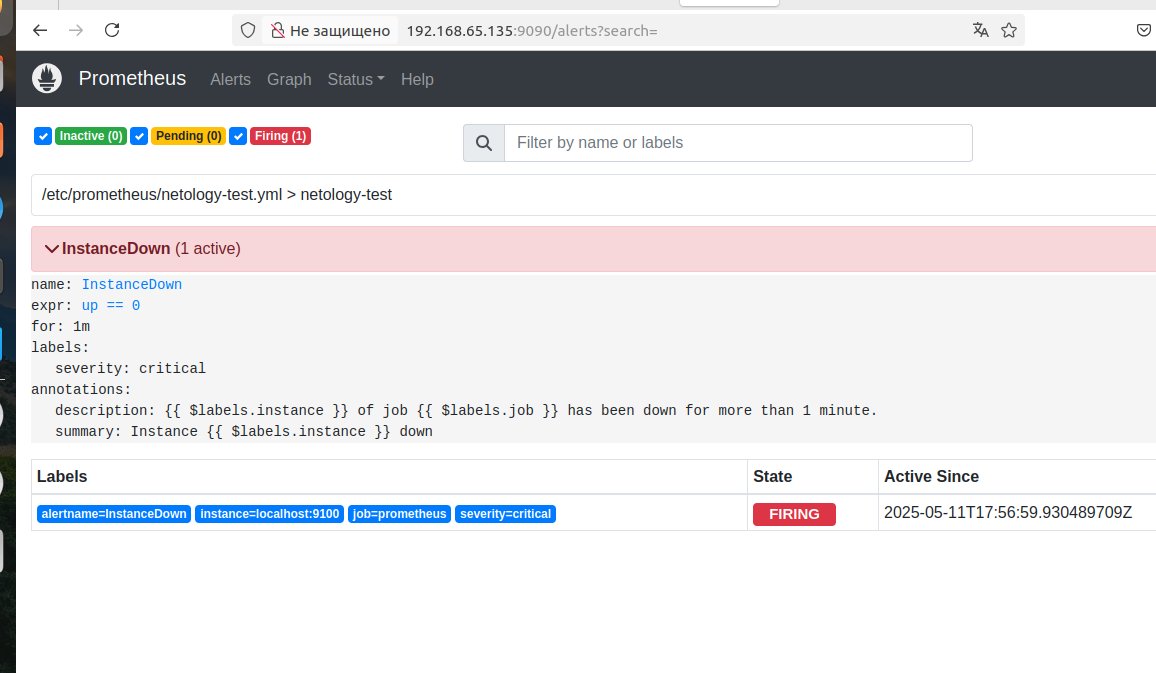 Не защищено 192.168.65.135:9090/alerts?search=
Prometheus Alerts Graph Status Help
Inactive (0) Pending (0) Firing (1) Filter by name or labels
/etc/prometheus/netology-test.yml > netology-test
InstanceDown (1 active)
name: InstanceDown
expr: up == 0
for: 1m
labels:
severity: critical
annotations:
description: {{ $labels.instance }} of job {{ $labels.job }} has been down for more than 1 minute.
summary: Instance {{ $labels.instance }} down
Labels State Active Since
alertname=InstanceDown instance=localhost:9100 job=prometheus severity=critical FIRING 2025-05-11T17:56:59.930489709Z